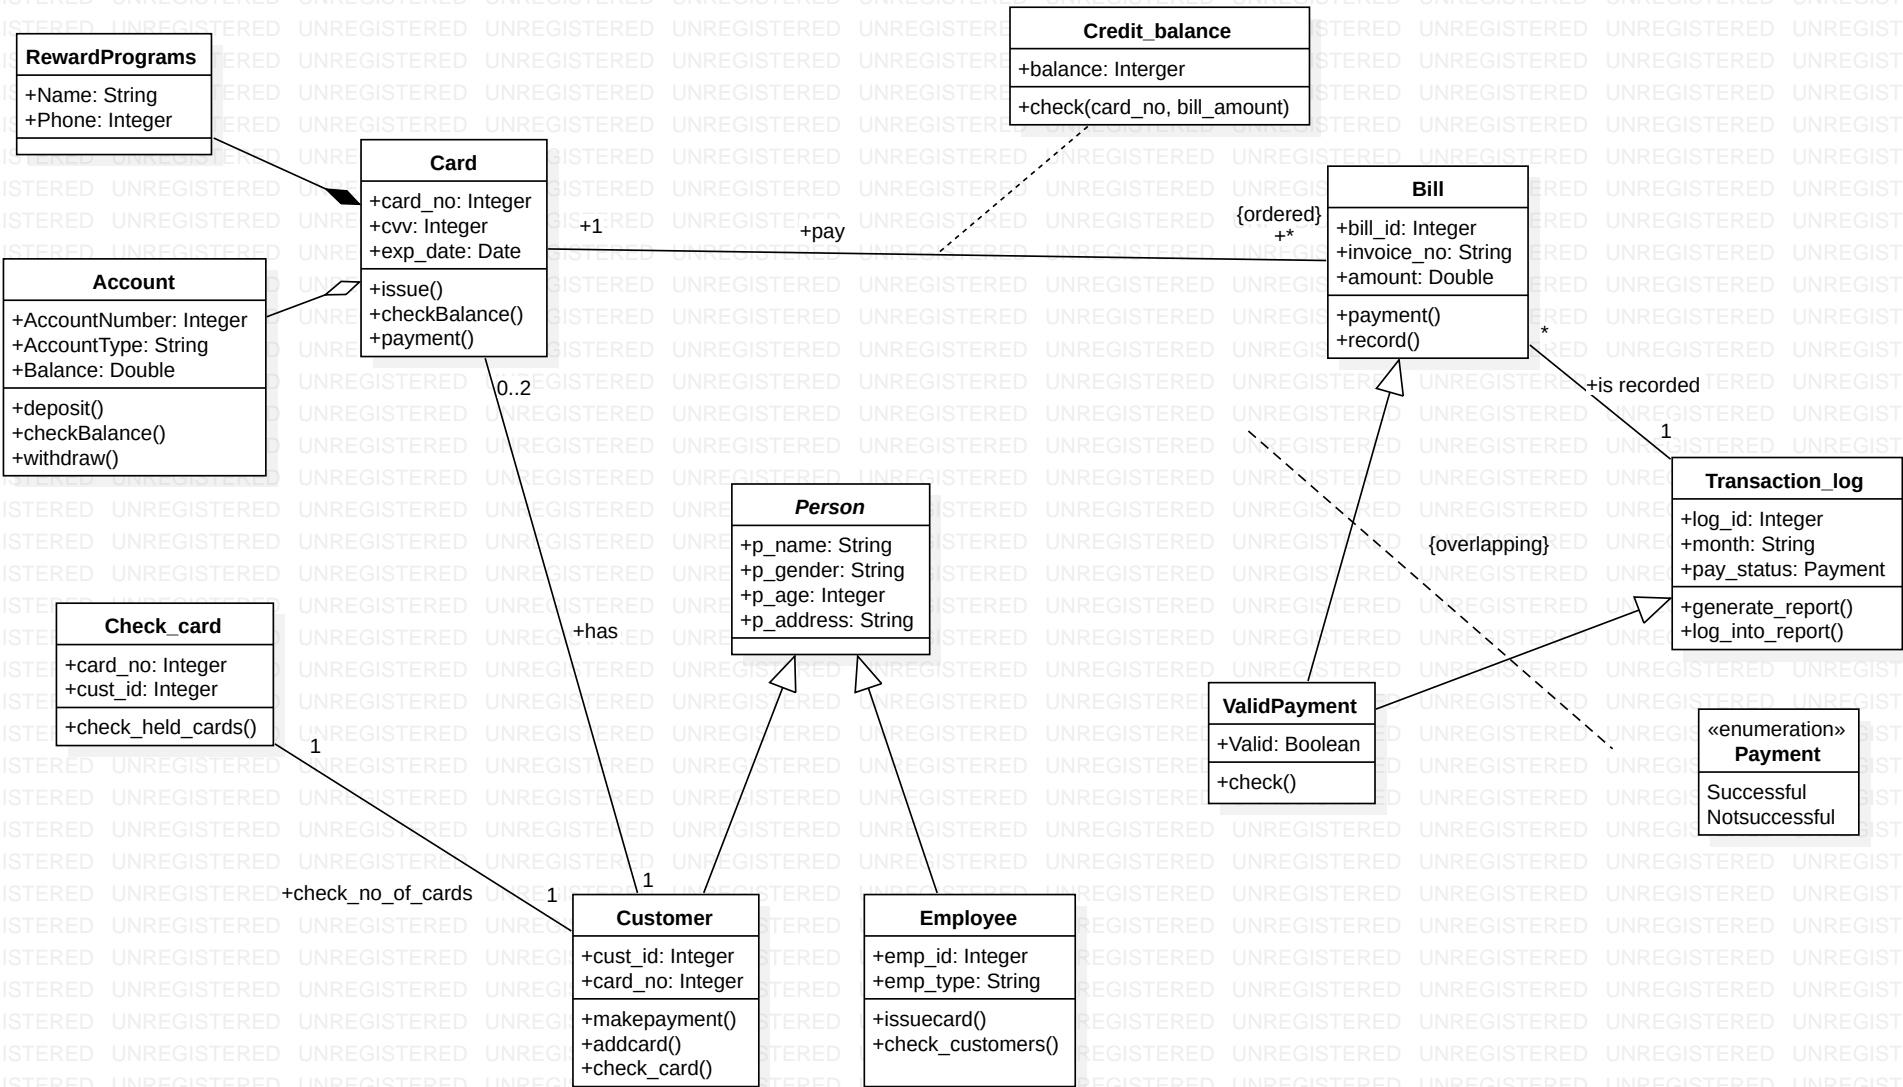 RewardPrograms
+Name: String
+Phone: Integer
Credit_balance
+balance: Interger
+check(card_no, bill_amount)
Card
+card_no: Integer
+cvv: Integer
+exp_date: Date
+issue()
+checkBalance()
+payment()
+1
+pay
{ordered}
+*
Bill
+bill_id: Integer
+invoice_no: String
+amount: Double
+payment()
+record()
Account
+AccountNumber: Integer
+AccountType: String
+Balance: Double
+deposit()
+checkBalance()
+withdraw()
0..2
*
+is recorded
1
Transaction_log
+log_id: Integer
+month: String
+pay_status: Payment
+generate_report()
+log_into_report()
Person
+p_name: String
+p_gender: String
+p_age: Integer
+p_address: String
{overlapping}
+has
Check_card
+card_no: Integer
+cust_id: Integer
+check_held_cards()
1
ValidPayment
+Valid: Boolean
+check()
«enumeration»
Payment
Successful
Notsuccessful
+check_no_of_cards
1
1
Customer
+cust_id: Integer
+card_no: Integer
+makepayment()
+addcard()
+check_card()
Employee
+emp_id: Integer
+emp_type: String
+issuecard()
+check_customers()
UNREGISTERED